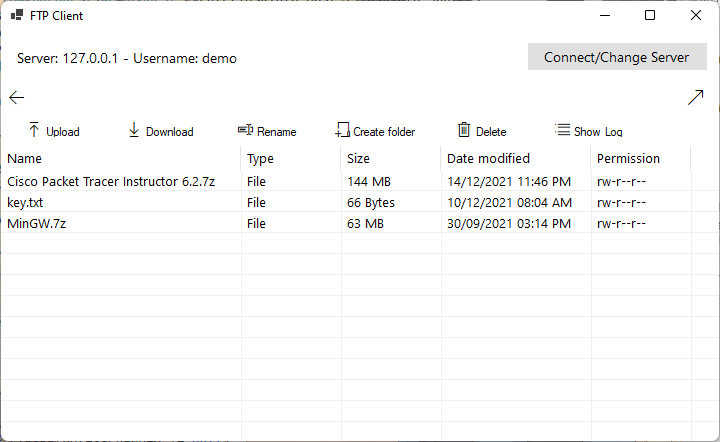 FTP Client
Server: 127.0.0.1 - Username: demo
Connect/Change Server
Upload Download Rename Create folder Delete Show Log
Name Type Size Date modified Permission
Cisco Packet Tracer Instructor 6.2.7z File 144 MB 14/12/2021 11:46 PM rw-r--r--
key.txt File 66 Bytes 10/12/2021 08:04 AM rw-r--r--
MinGW.7z File 63 MB 30/09/2021 03:14 PM rw-r--r--